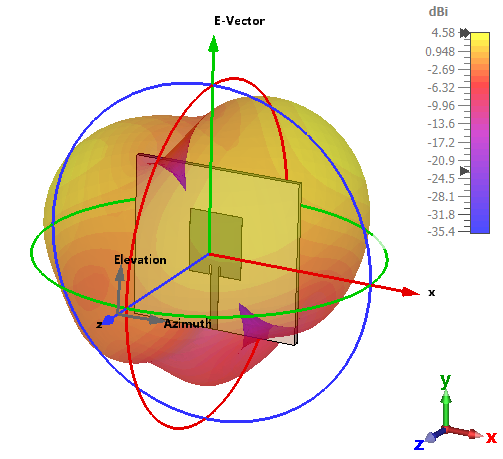 dBi
E-Vector
4.58
0.948
-2.69
-6.32
-9.96
-13.6
-17.2
-20.9
-24.5
-28.1
-31.8
-35.4
Elevation
x
z
Azimuth
y
x
z